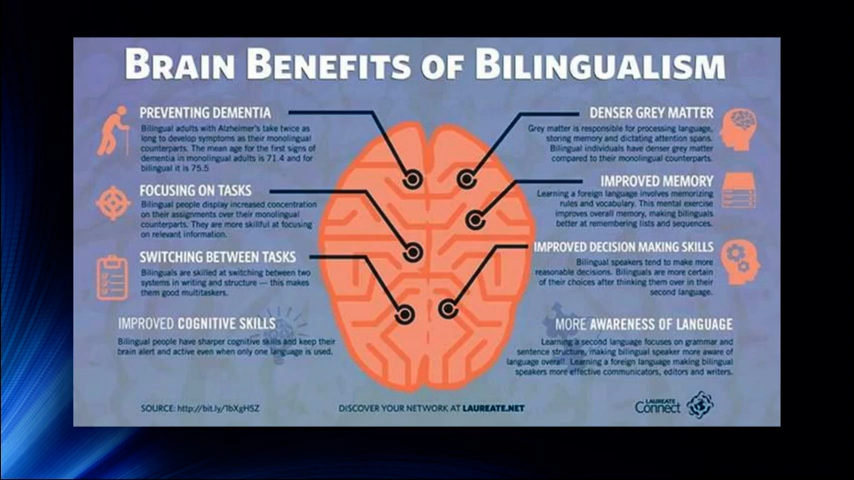 BRAIN BENEFITS OF BILINGUALISM
PREVENTING DEMENTIA
Bilingual adults with Alzheimer's take twice as
long to develop symptoms as their monolingual
counterparts. The mean age for the first signs of
dementia in monolingual adults is 71.4 and for
bilingual it is 75.5
FOCUSING ON TASKS
Bilingual people display increased concentration
on their assignments over their monolingual
counterparts. They are more skillful at focusing
on relevant information.
SWITCHING BETWEEN TASKS
Bilinguals are skilled at switching between two
systems in writing and structure — this makes
them good multitaskers.
IMPROVED COGNITIVE SKILLS
Bilingual people have sharper cognitive skills and keep their
brain alert and active even when only one language is used.
DENSER GREY MATTER
Grey matter is responsible for processing language,
storing memory and dictating attention spans.
Bilingual individuals have denser grey matter
compared to their monolingual counterparts.
IMPROVED MEMORY
Learning a foreign language involves memorizing
rules and vocabulary. This mental exercise
improves overall memory, making bilinguals
better at remembering lists and sequences.
IMPROVED DECISION MAKING SKILLS
Bilingual speakers tend to make more
reasonable decisions. Bilinguals are more certain
of their choices after thinking them over in their
second language.
MORE AWARENESS OF LANGUAGE
Learning a second language focuses on grammar and
sentence structure, making bilingual speaker more aware of
language overall. Learning a foreign language making bilingual
speakers more effective communicators, editors and writers.
SOURCE: http://bit.ly/1bXgHSZ
DISCOVER YOUR NETWORK AT LAUREATE.NET
LAUREATE
Connect